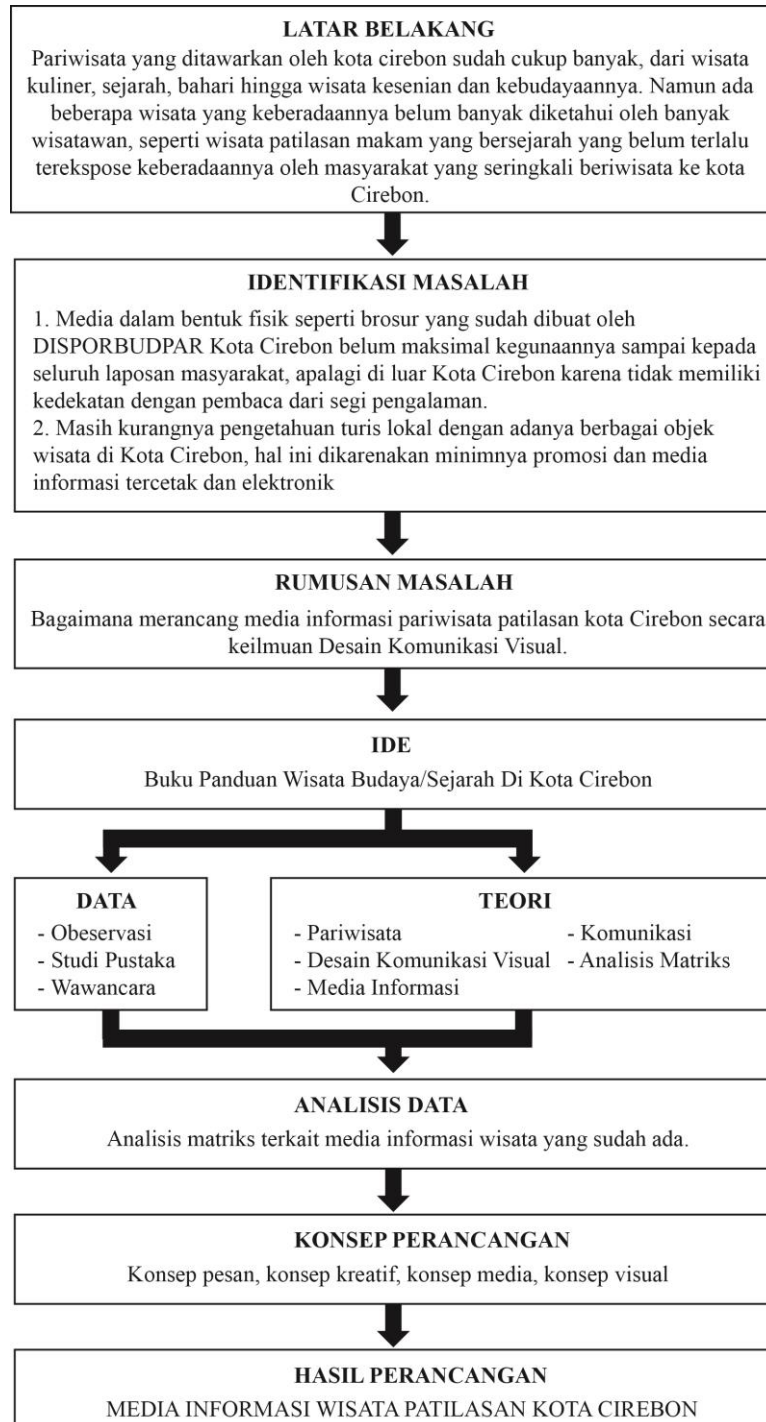 LATAR BELAKANG
Pariwisata yang ditawarkan oleh kota cirebon sudah cukup banyak, dari wisata
kuliner, sejarah, bahari hingga wisata kesenian dan kebudayaannya. Namun ada
beberapa wisata yang keberadaannya belum banyak diketahui oleh banyak
wisatawan, seperti wisata patilasan makam yang bersejarah yang belum terlalu
terekspose keberadaannya oleh masyarakat yang seringkali beriwisata ke kota
Cirebon.
IDENTIFIKASI MASALAH
1. Media dalam bentuk fisik seperti brosur yang sudah dibuat oleh
DISPORBUDPAR Kota Cirebon belum maksimal kegunaannya sampai kepada
seluruh laposan masyarakat, apalagi di luar Kota Cirebon karena tidak memiliki
kedekatan dengan pembaca dari segi pengalaman.
2. Masih kurangnya pengetahuan turis lokal dengan adanya berbagai objek
wisata di Kota Cirebon, hal ini dikarenakan minimnya promosi dan media
informasi tercetak dan elektronik
RUMUSAN MASALAH
Bagaimana merancang media informasi pariwisata patilasan kota Cirebon secara
keilmuan Desain Komunikasi Visual.
IDE
Buku Panduan Wisata Budaya/Sejarah Di Kota Cirebon
DATA
- Obeservasi
- Studi Pustaka
- Wawancara
TEORI
- Pariwisata
- Desain Komunikasi Visual
- Media Informasi
- Komunikasi
- Analisis Matriks
ANALISIS DATA
Analisis matriks terkait media informasi wisata yang sudah ada.
KONSEP PERANCANGAN
Konsep pesan, konsep kreatif, konsep media, konsep visual
HASIL PERANCANGAN
MEDIA INFORMASI WISATA PATILASAN KOTA CIREBON